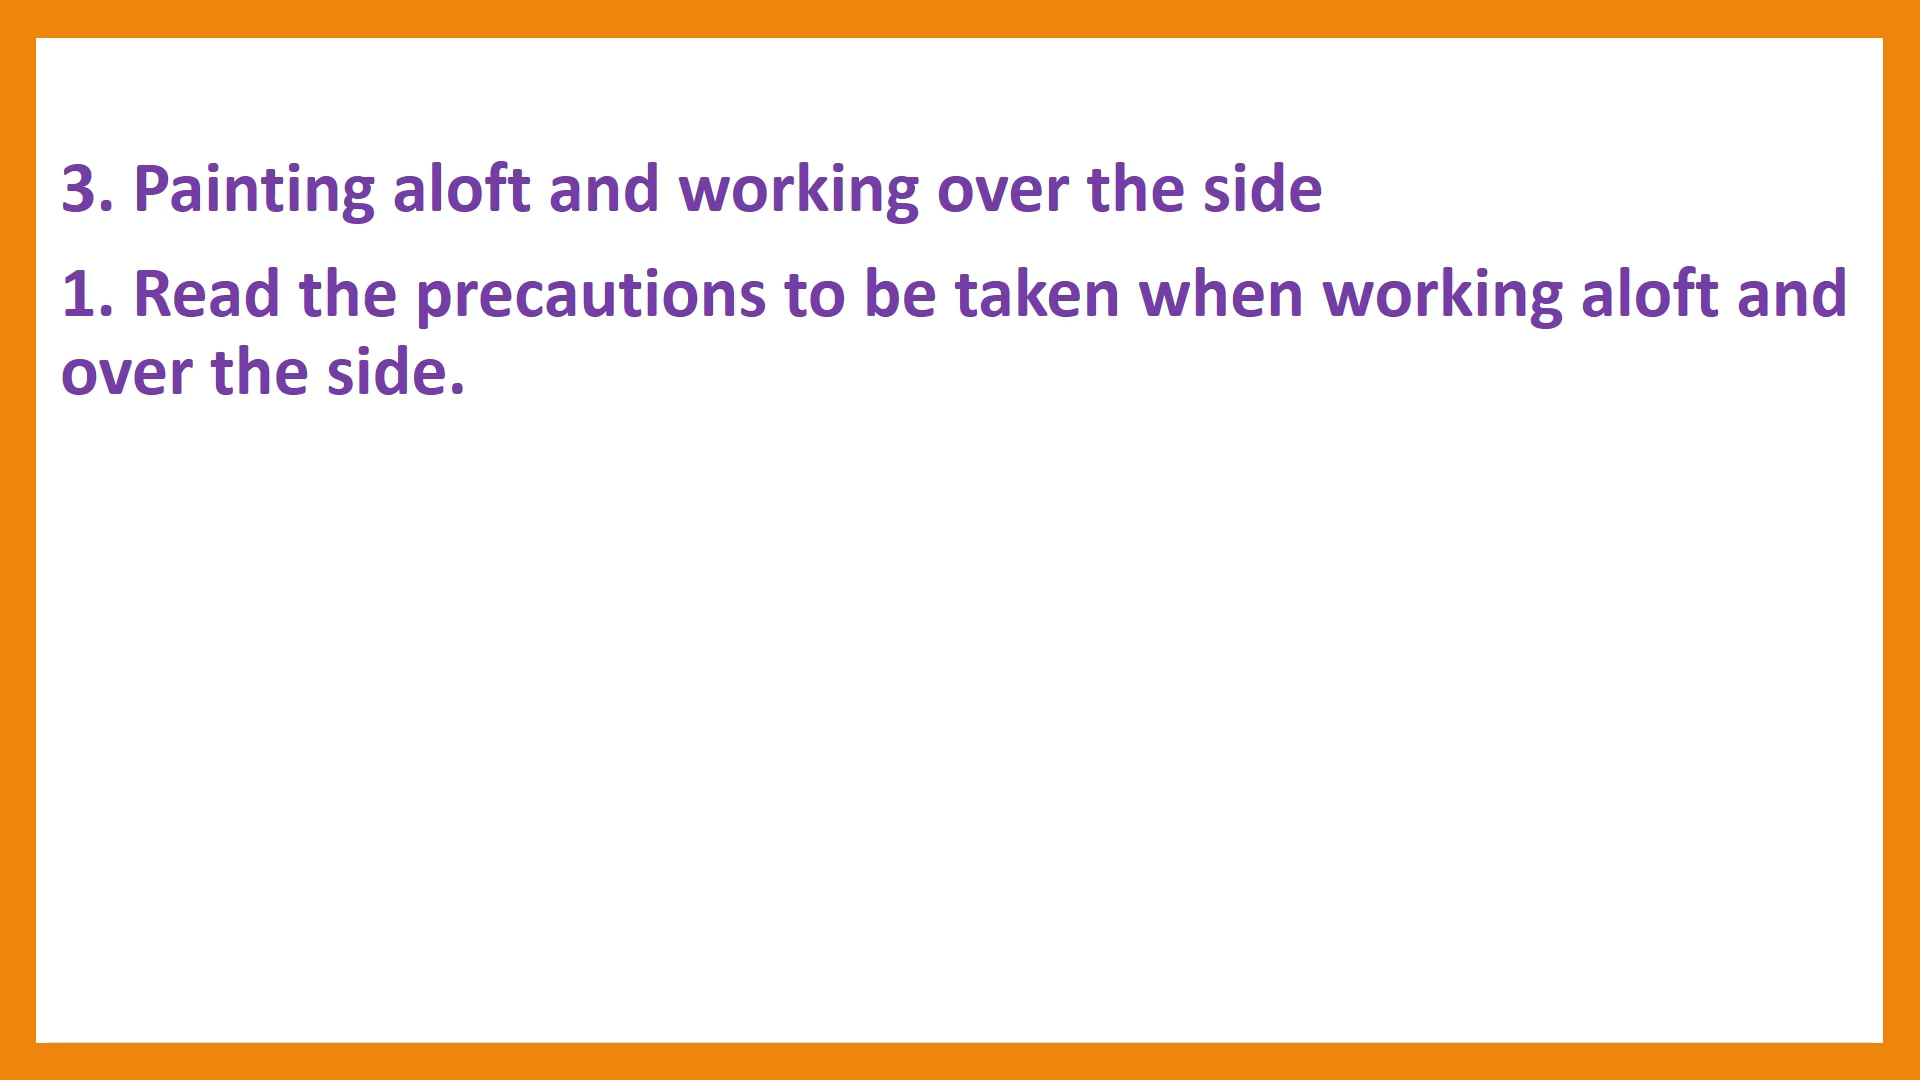 3. Painting aloft and working over the side
1. Read the precautions to be taken when working aloft and
over the side.